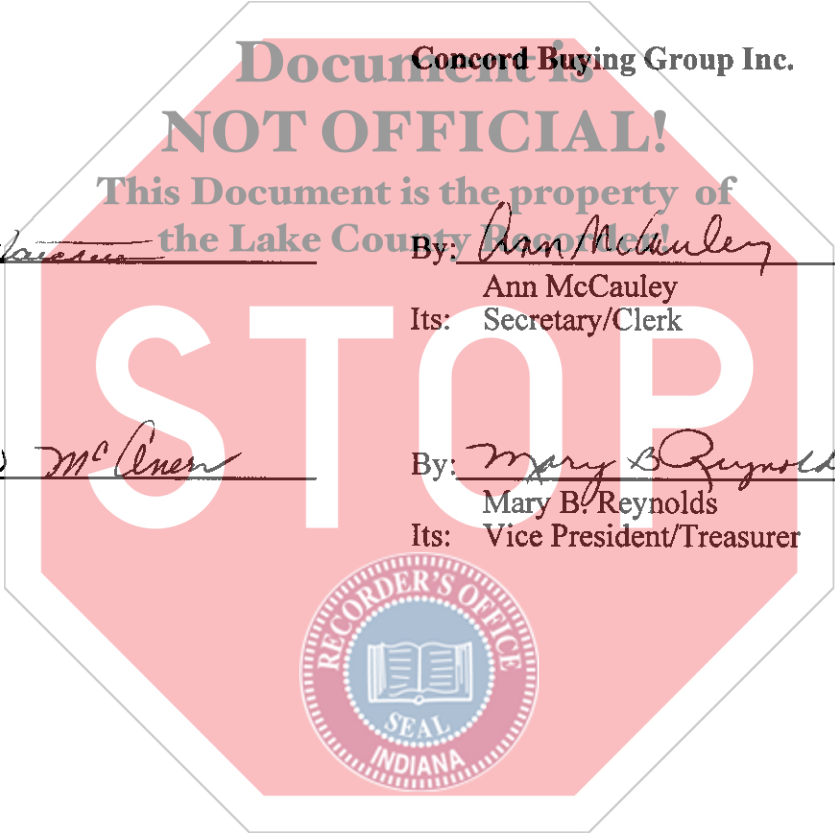 Document is
Concord Buying Group Inc.
NOT OFFICIAL!
This Document is the property of
the Lake County Recorder!
By: Ann McCauley
Ann McCauley
Its: Secretary/Clerk
STOP
By: Mary B Reynolds
Mary B. Reynolds
Its: Vice President/Treasurer
RECORDER'S OFFICE
SEAL
INDIANA